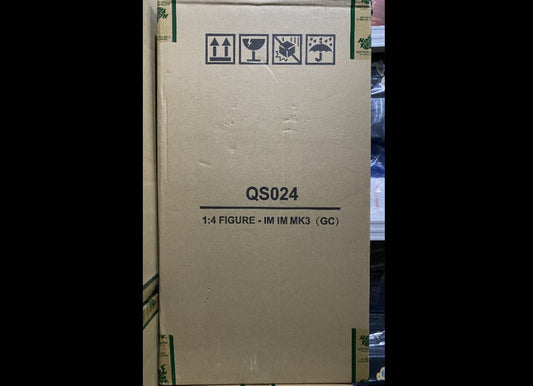 QS024
1:4 FIGURE - IM IM MK3 (GC)